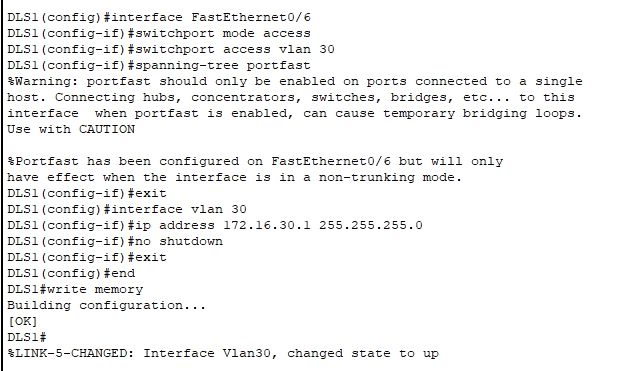 DLS1(config)#interface FastEthernet0/6
DLS1(config-if)#switchport mode access
DLS1(config-if)#switchport access vlan 30
DLS1(config-if)#spanning-tree portfast
%Warning: portfast should only be enabled on ports connected to a single
host. Connecting hubs, concentrators, switches, bridges, etc... to this
interface  when portfast is enabled, can cause temporary bridging loops.
Use with CAUTION

%Portfast has been configured on FastEthernet0/6 but will only
have effect when the interface is in a non-trunking mode.
DLS1(config-if)#exit
DLS1(config)#interface vlan 30
DLS1(config-if)#ip address 172.16.30.1 255.255.255.0
DLS1(config-if)#no shutdown
DLS1(config-if)#exit
DLS1(config)#end
DLS1#write memory
Building configuration...
[OK]
DLS1#
%LINK-5-CHANGED: Interface Vlan30, changed state to up